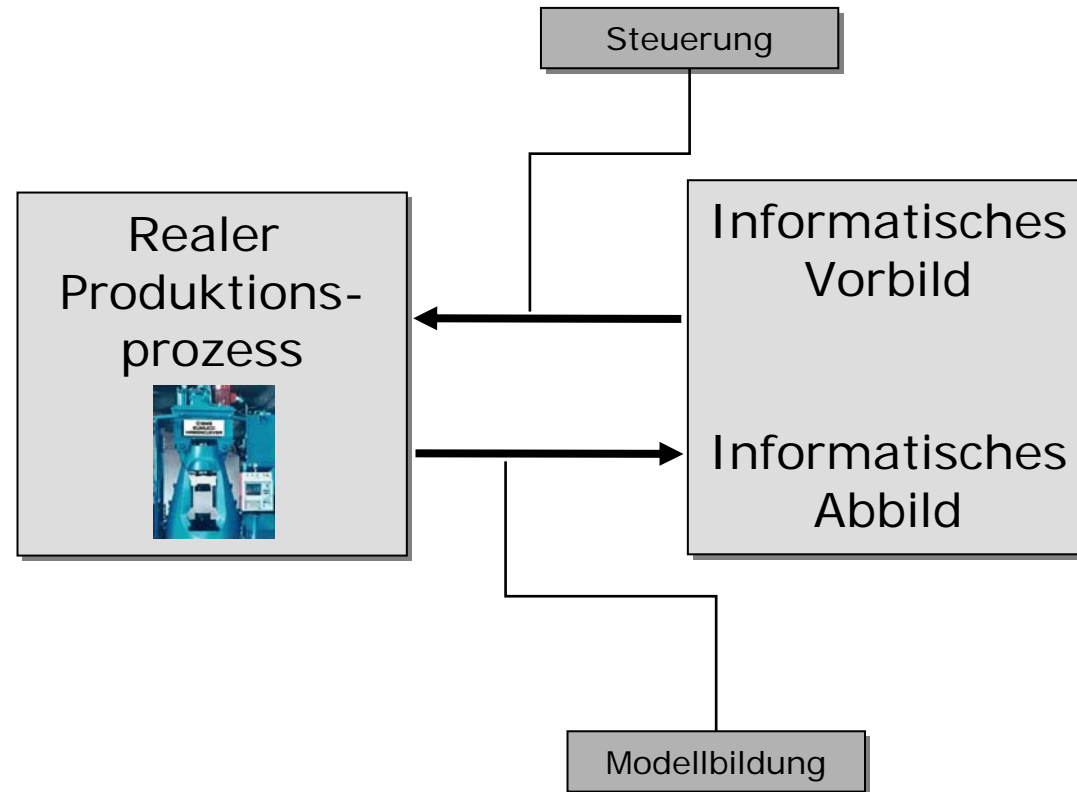 Steuerung
Realer
Produktions-
prozess
Informatisches
Vorbild
Informatisches
Abbild
Modellbildung